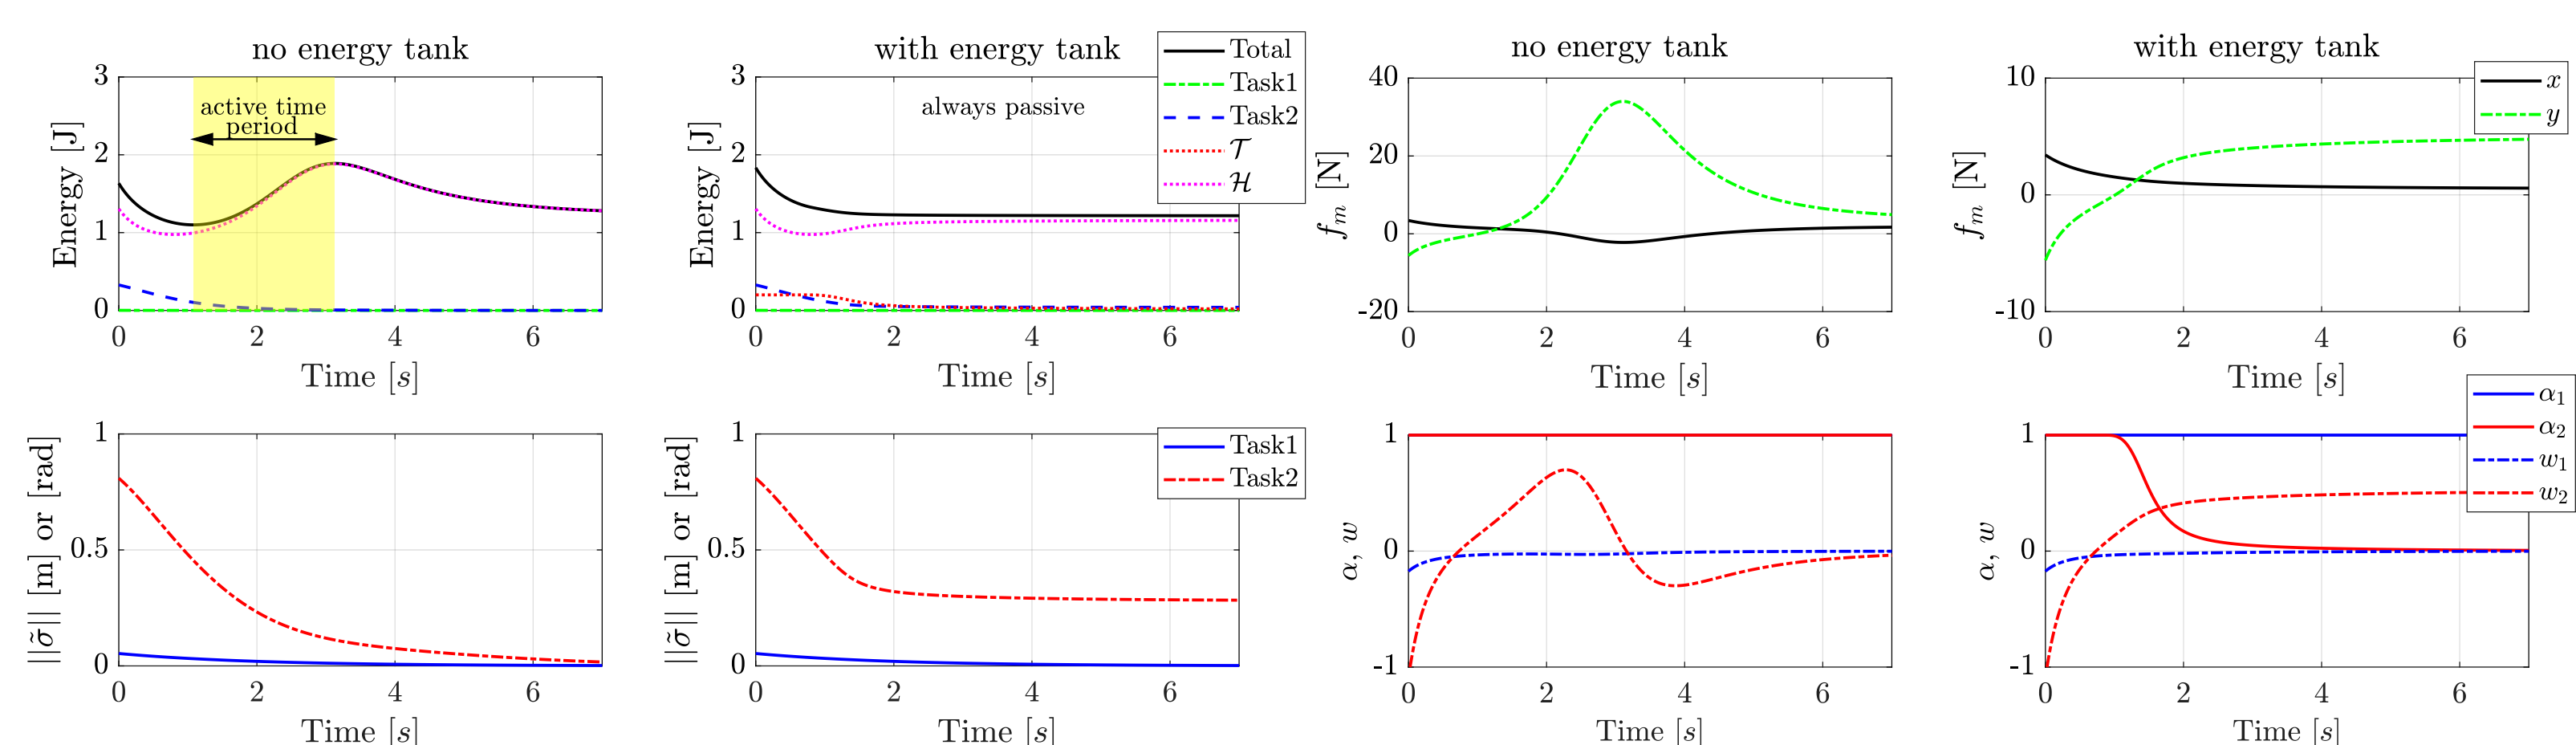 no energy tank
3
2
1
0
Energy [J]
active time
period
0 2 4 6
Time [s]
with energy tank
3
2
1
0
Energy [J]
always passive
Total
Task1
Task2
𝒯
ℋ
0 2 4 6
Time [s]
no energy tank
40
20
0
-20
f_m [N]
0 2 4 6
Time [s]
with energy tank
10
0
-10
f_m [N]
x
y
0 2 4 6
Time [s]
1
0.5
0
||σ̃|| [m] or [rad]
0 2 4 6
Time [s]
1
0.5
0
||σ̃|| [m] or [rad]
Task1
Task2
0 2 4 6
Time [s]
1
0
-1
α, w
0 2 4 6
Time [s]
1
0
-1
α, w
α₁
α₂
w₁
w₂
0 2 4 6
Time [s]